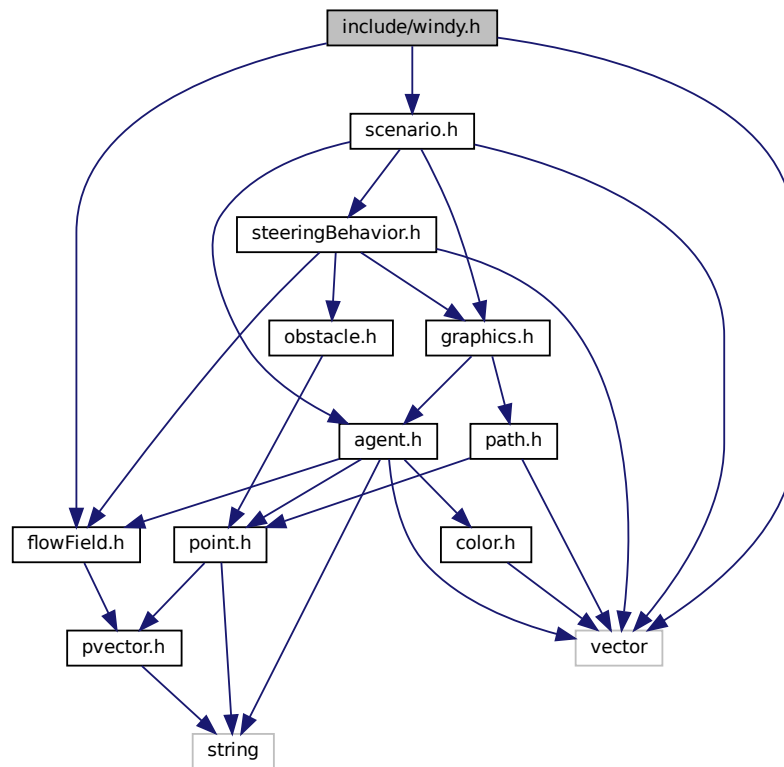 include/windy.h
scenario.h
steeringBehavior.h
obstacle.h
graphics.h
agent.h
path.h
flowField.h
point.h
color.h
pvector.h
vector
string